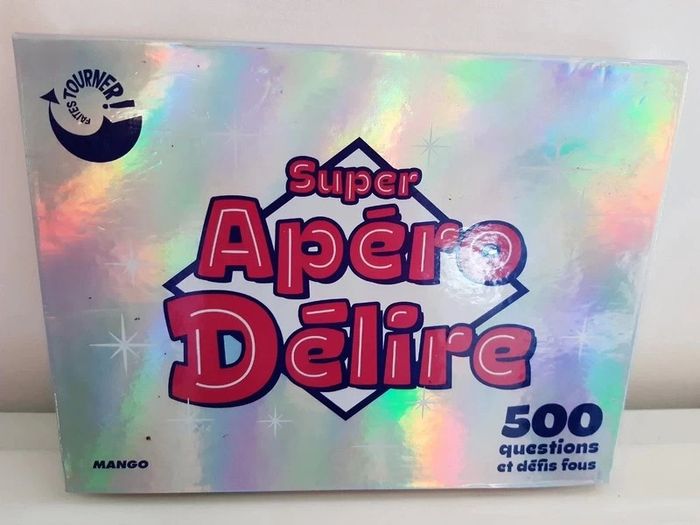 FAITES TOURNER!
Super
Apéro
Délire
500
questions
et défis fous
MANGO